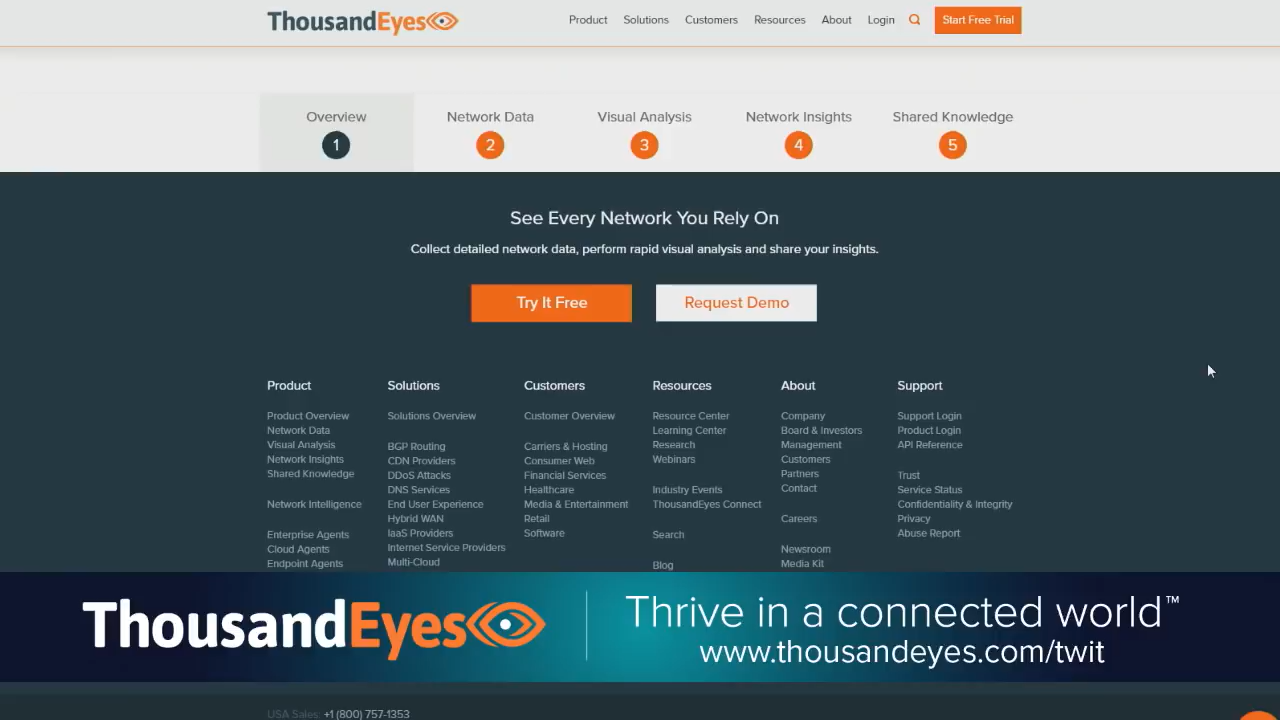 ThousandEyes
Product Solutions Customers Resources About Login Start Free Trial
Overview Network Data Visual Analysis Network Insights Shared Knowledge
1 2 3 4 5
See Every Network You Rely On
Collect detailed network data, perform rapid visual analysis and share your insights.
Try It Free Request Demo
Product
Product Overview
Network Data
Visual Analysis
Network Insights
Shared Knowledge
Network Intelligence
Enterprise Agents
Cloud Agents
Endpoint Agents
Solutions
Solutions Overview
BGP Routing
CDN Providers
DDoS Attacks
DNS Services
End User Experience
Hybrid WAN
IaaS Providers
Internet Service Providers
Multi-Cloud
Customers
Customer Overview
Carriers & Hosting
Consumer Web
Financial Services
Healthcare
Media & Entertainment
Retail
Software
Resources
Resource Center
Learning Center
Research
Webinars
Industry Events
ThousandEyes Connect
Search
Blog
About
Company
Board & Investors
Management
Customers
Partners
Contact
Careers
Newsroom
Media Kit
Support
Support Login
Product Login
API Reference
Trust
Service Status
Confidentiality & Integrity
Privacy
Abuse Report
ThousandEyes
Thrive in a connected world™
www.thousandeyes.com/twit
USA Sales: +1 (800) 757-1353